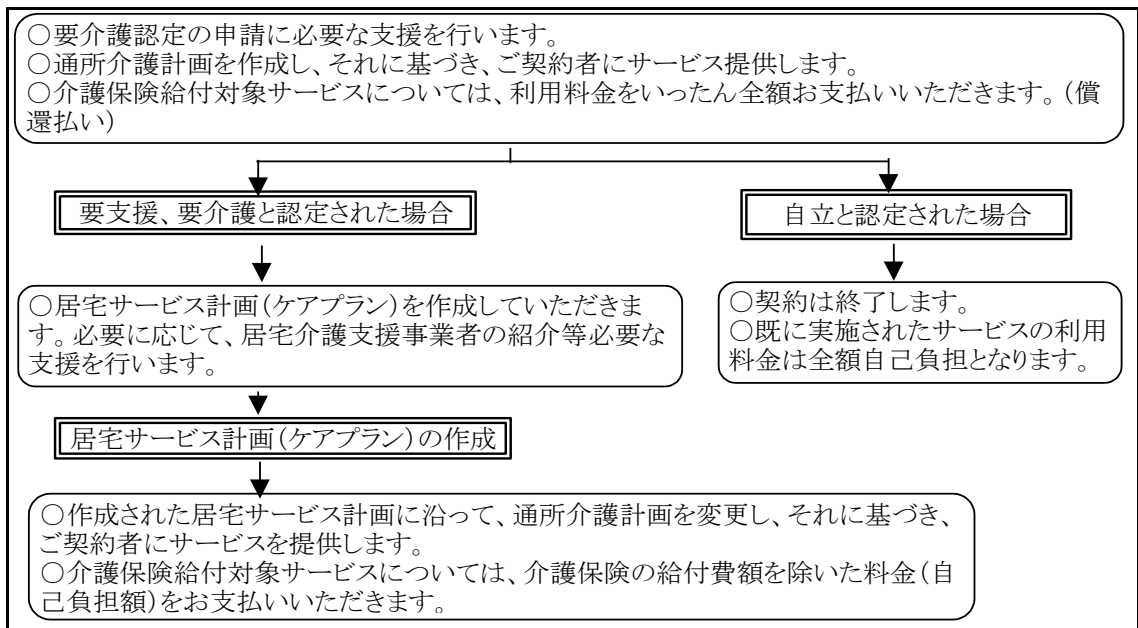 ○要介護認定の申請に必要な支援を行います。
○通所介護計画を作成し、それに基づき、ご契約者にサービス提供します。
○介護保険給付対象サービスについては、利用料金をいったん全額お支払いいただきます。(償
還払い)
要支援、要介護と認定された場合
自立と認定された場合
○居宅サービス計画(ケアプラン)を作成していただきま
す。必要に応じて、居宅介護支援事業者の紹介等必要な
支援を行います。
○契約は終了します。
○既に実施されたサービスの利用
料金は全額自己負担となります。
居宅サービス計画(ケアプラン)の作成
○作成された居宅サービス計画に沿って、通所介護計画を変更し、それに基づき、
ご契約者にサービスを提供します。
○介護保険給付対象サービスについては、介護保険の給付費額を除いた料金(自
己負担額)をお支払いいただきます。